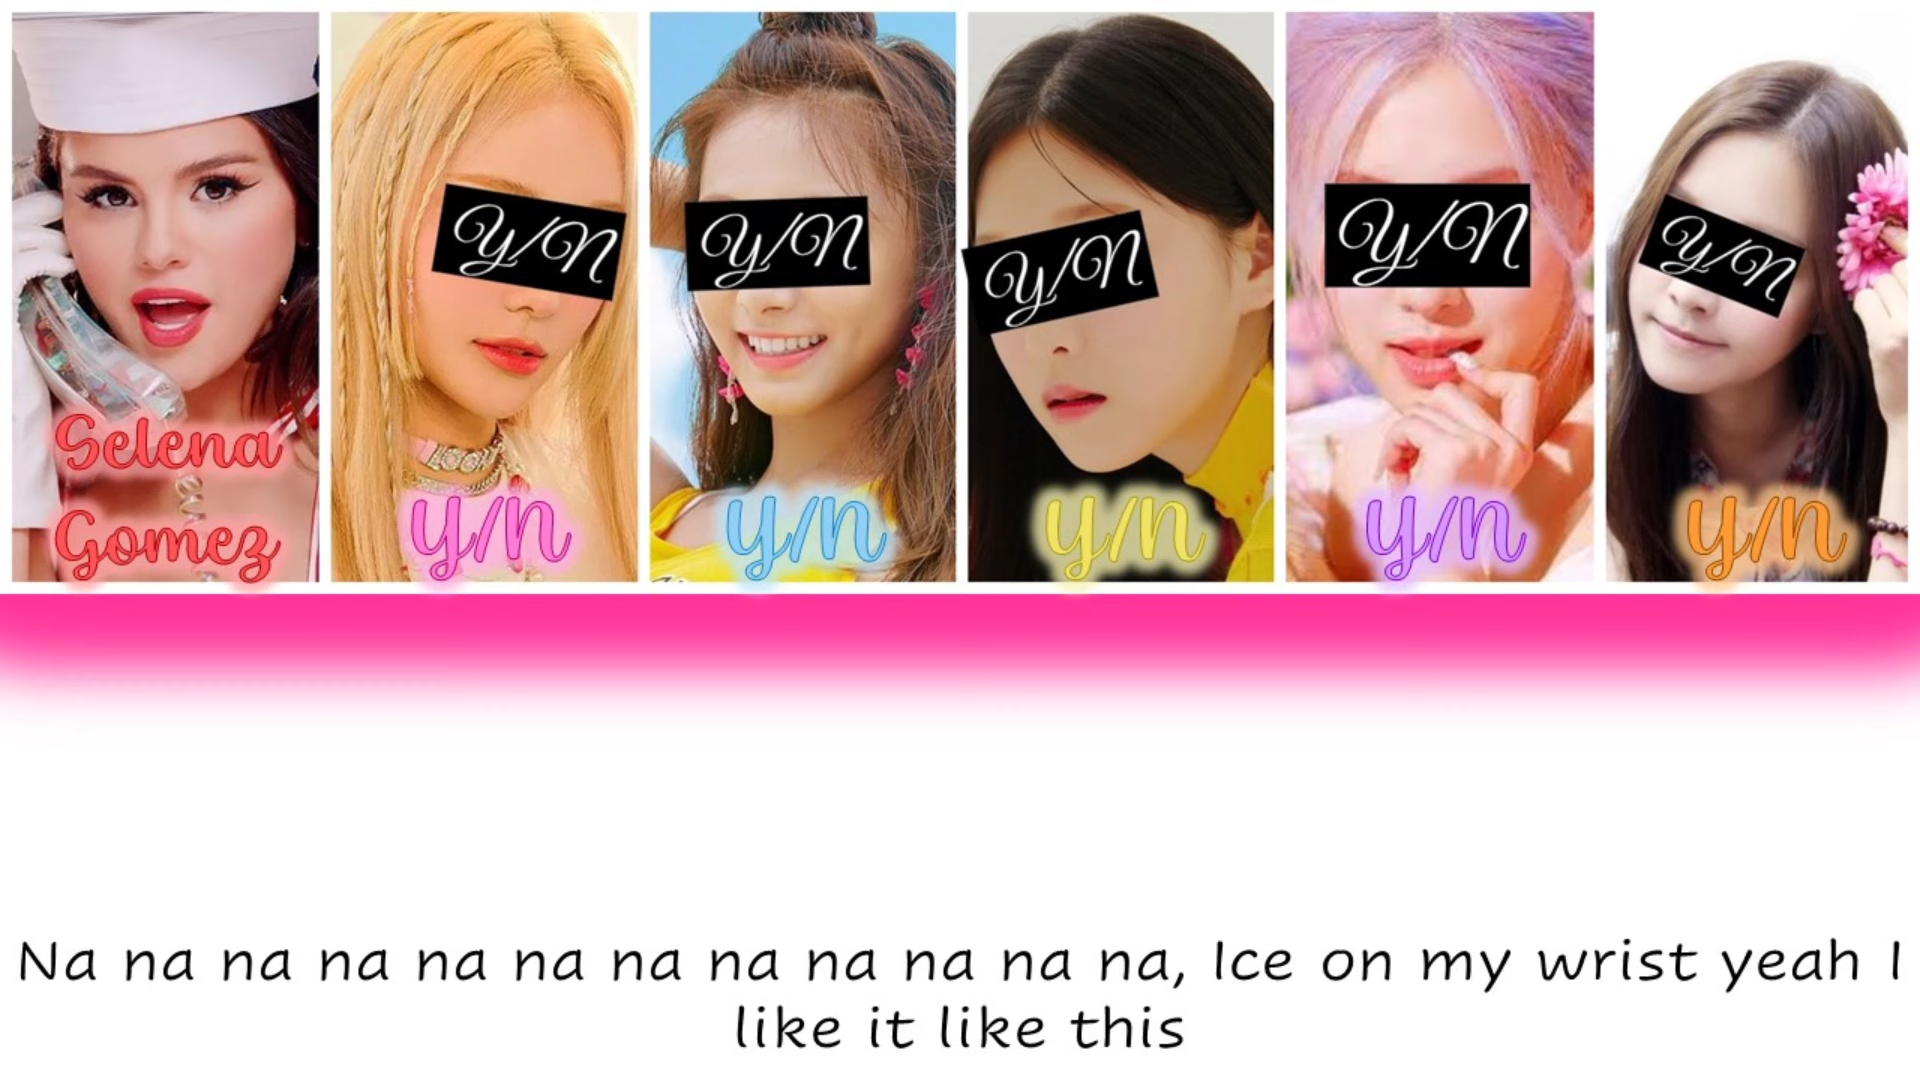 Y/N
Y/N
Y/N
Y/N
Y/N
Selena
Gomez
Y/N
Y/N
Y/N
Y/N
Y/N
Na na na na na na na na na na na na, Ice on my wrist yeah I
like it like this